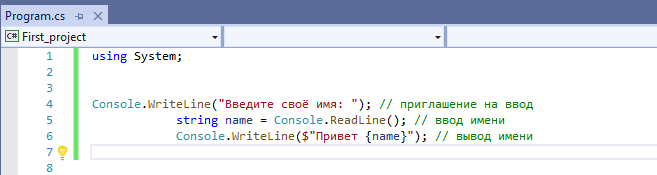 Program.cs
C# First_project
1 using System;
2
3
4 Console.WriteLine("Введите своё имя: "); // приглашение на ввод
5 string name = Console.ReadLine(); // ввод имени
6 Console.WriteLine($"Привет {name}"); // вывод имени
7
8